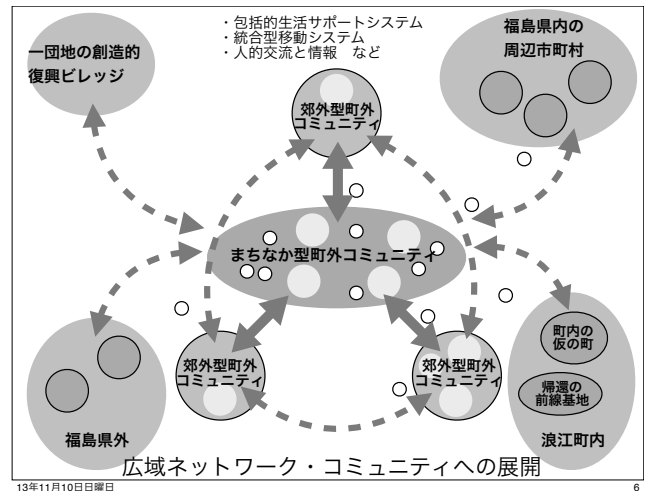 ・包括的生活サポートシステム
・統合型移動システム
・人的交流と情報　など
一団地の創造的
復興ビレッジ
福島県内の
周辺市町村
郊外型町外
コミュニティ
まちなか型町外コミュニティ
郊外型町外
コミュニティ
郊外型町外
コミュニティ
町内の
仮の町
帰還の
前線基地
福島県外
浪江町内
広域ネットワーク・コミュニティへの展開
13年11月10日日曜日
6